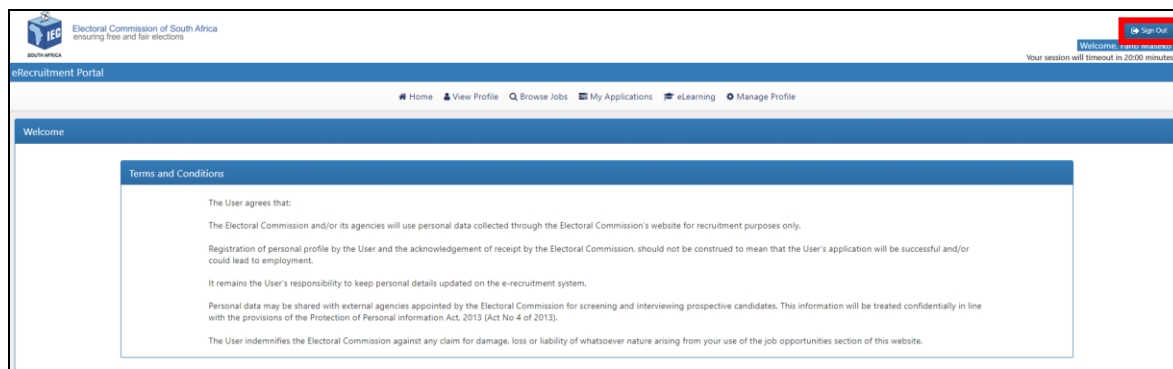 IEC
SOUTH AFRICA
Electoral Commission of South Africa
ensuring free and fair elections
Sign Out
Welcome, Maseko
Your session will timeout in 20:00 minutes
eRecruitment Portal
Home View Profile Browse Jobs My Applications eLearning Manage Profile
Welcome
Terms and Conditions
The User agrees that:
The Electoral Commission and/or its agencies will use personal data collected through the Electoral Commission's website for recruitment purposes only.
Registration of personal profile by the User and the acknowledgement of receipt by the Electoral Commission, should not be construed to mean that the User's application will be successful and/or
could lead to employment.
It remains the User's responsibility to keep personal details updated on the e-recruitment system.
Personal data may be shared with external agencies appointed by the Electoral Commission for screening and interviewing prospective candidates. This information will be treated confidentially in line
with the provisions of the Protection of Personal information Act, 2013 (Act No 4 of 2013).
The User indemnifies the Electoral Commission against any claim for damage, loss or liability of whatsoever nature arising from your use of the job opportunities section of this website.